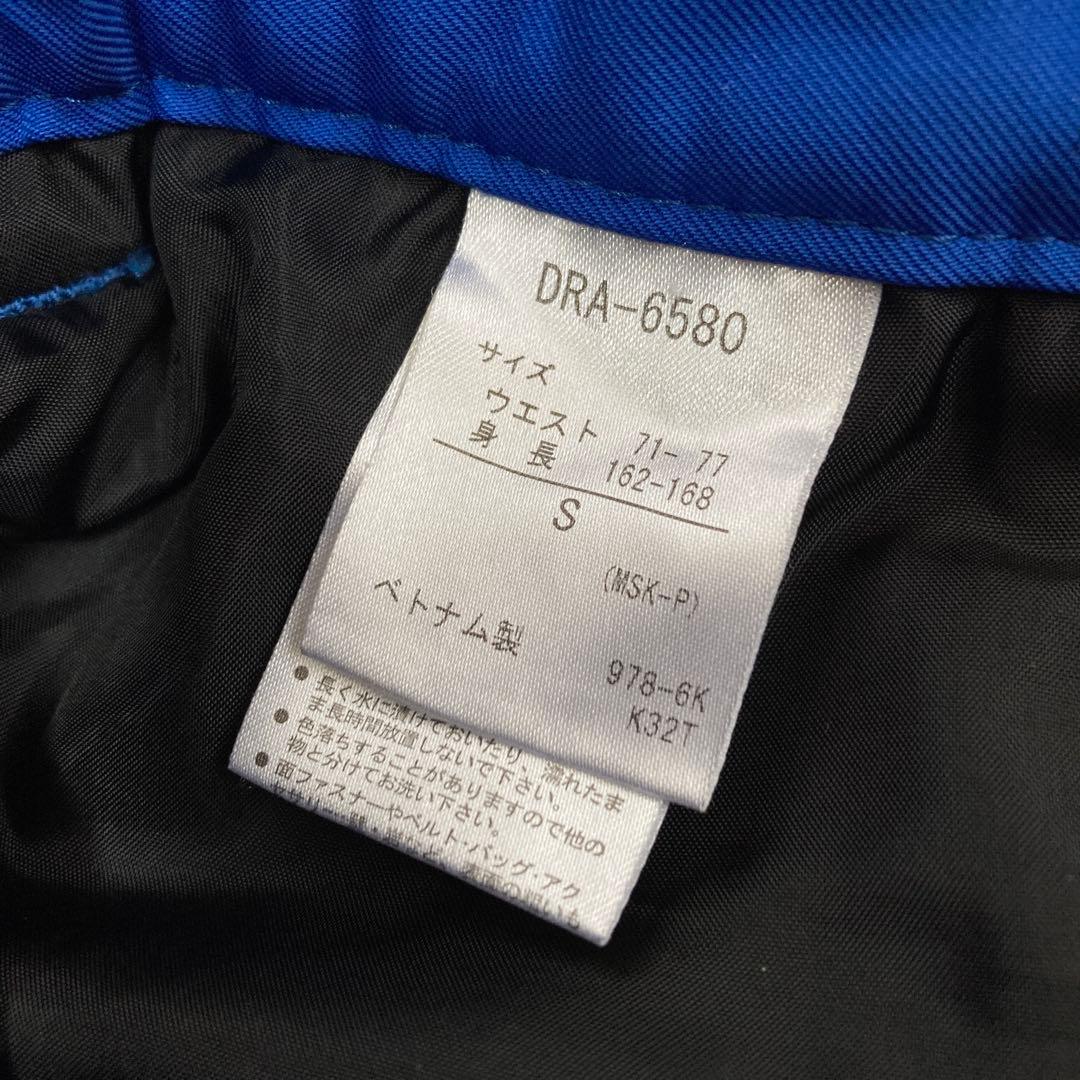 DRA-6580
サイズ
ウエスト 71- 77
身 長 162-168
S
(MSK-P)
ベトナム製
978-6K
K32T
● 長く水に漬けておいたり、濡れたま
ま長時間放置しないで下さい。
● 色落ちすることがありますので他の
物と分けてお洗い下さい。
● 面ファスナーやベルト・バッグ・アク